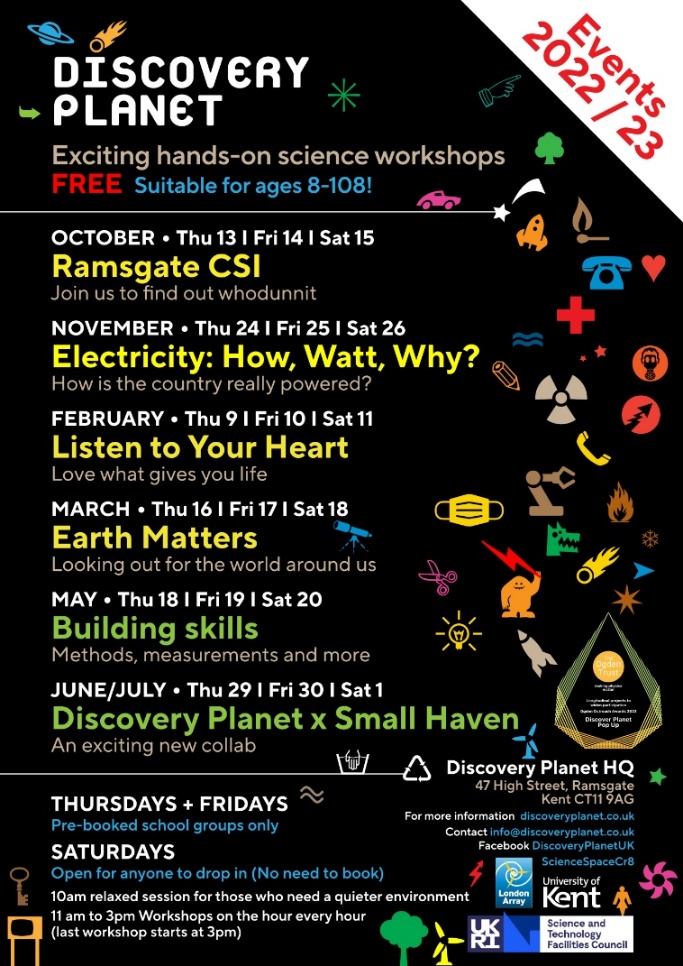 Events
2022 / 23
DISCOVERY
PLANET
Exciting hands-on science workshops
FREE Suitable for ages 8-108!
OCTOBER • Thu 13 I Fri 14 I Sat 15
Ramsgate CSI
Join us to find out whodunnit
NOVEMBER • Thu 24 I Fri 25 I Sat 26
Electricity: How, Watt, Why?
How is the country really powered?
FEBRUARY • Thu 9 I Fri 10 I Sat 11
Listen to Your Heart
Love what gives you life
MARCH • Thu 16 I Fri 17 I Sat 18
Earth Matters
Looking out for the world around us
MAY • Thu 18 I Fri 19 I Sat 20
Building skills
Methods, measurements and more
JUNE/JULY • Thu 29 I Fri 30 I Sat 1
Discovery Planet x Small Haven
An exciting new collab
Ogden
Trust
Discover Planet
Pop Up
THURSDAYS + FRIDAYS
Pre-booked school groups only
SATURDAYS
Open for anyone to drop in (No need to book)
10am relaxed session for those who need a quieter environment
11 am to 3pm Workshops on the hour every hour
(last workshop starts at 3pm)
Discovery Planet HQ
47 High Street, Ramsgate
Kent CT11 9AG
For more information discoveryplanet.co.uk
Contact info@discoveryplanet.co.uk
Facebook DiscoveryPlanetUK
ScienceSpaceCr8
London
Array
University of
Kent
UK
RI
Science and
Technology
Facilities Council